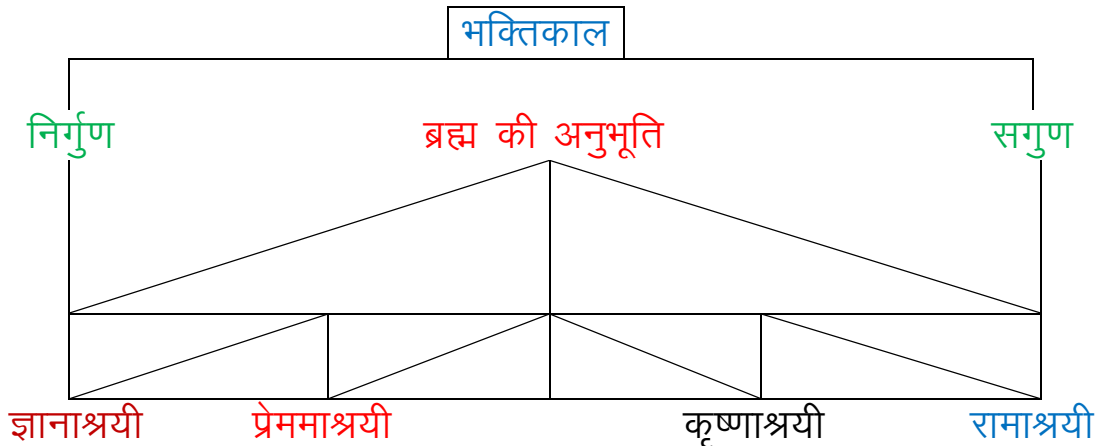 भक्तिकाल
निर्गुण ब्रह्म की अनुभूति सगुण
ज्ञानाश्रयी प्रेममाश्रयी कृष्णाश्रयी रामाश्रयी